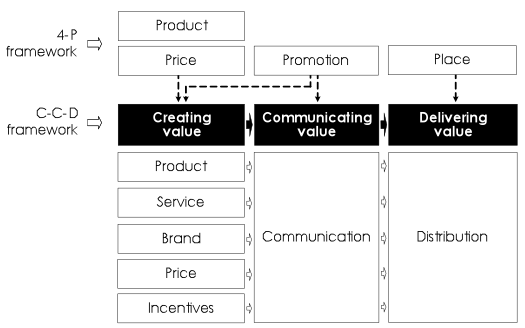 4-P
framework
Product
Price
Promotion
Place
C-C-D
framework
Creating
value
Communicating
value
Delivering
value
Product
Service
Brand
Price
Incentives
Communication
Distribution